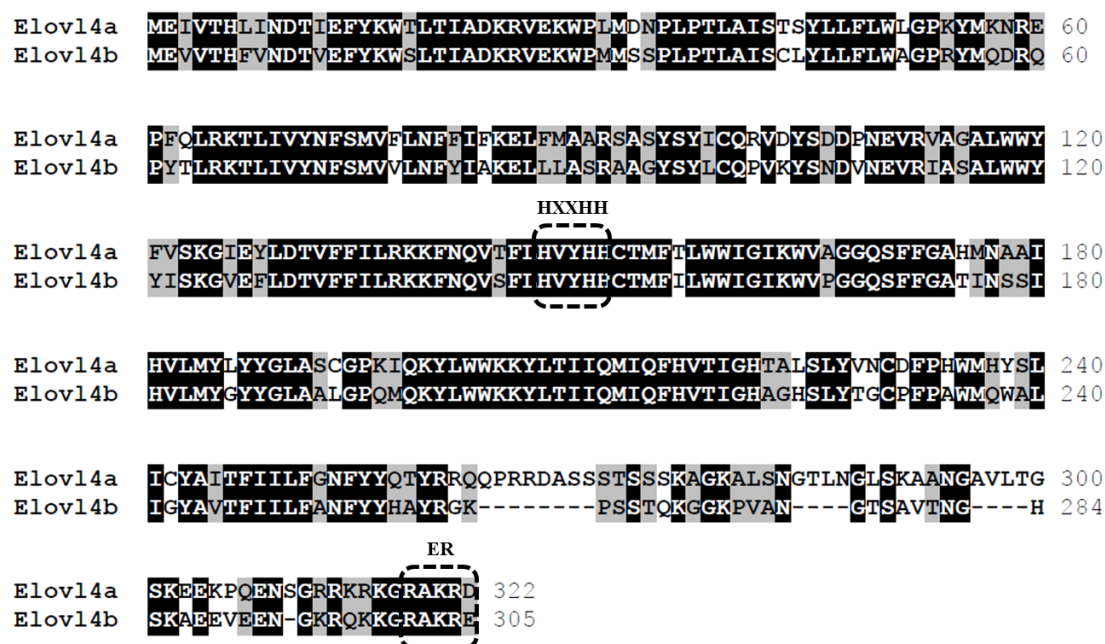 Elovl4a MEIVTHLINDTIEFYKWTLTIADKRVEKWPLMDNPLPTLAISTSYLLFLWLGPKYMKNRE 60
Elovl4b MEVVTHFVNDTVEFYKWSLTIADKRVEKWPMMSSPLPTLAISCLYLLFLWAGPRYMQDRQ 60
Elovl4a PFQLRKTLIVYNFSMVFLNFFIFKELFMAARSASYSYICQRVDYSDDPNEVRVAGALWWY 120
Elovl4b PYTLRKTLIVYNFSMVVLNFYIAKELLLASRAAGYSYLCQPVKYSNDVNEVRIASALWWY 120
HXXHH
Elovl4a FVSKGIEYLDTVFFILRKKFNQVTFIHVYHHCTMFTLWWIGIKWVAGGQSFFGAHMNAAI 180
Elovl4b YISKGVEFLDTVFFILRKKFNQVSFIHVYHHCTMFILWWIGIKWVPGGQSFFGATINSSI 180
Elovl4a HVLMYLYYGLASCGPKIQKYLWWKKYLTIIQMIQFHVTIGHTALSLYVNCDFPHWMHYSL 240
Elovl4b HVLMYGYYGLAALGPQMQKYLWWKKYLTIIQMIQFHVTIGHAGHSLYTGCPFPAWMQWAL 240
Elovl4a ICYAITFIILFGNFYYQTYRRQQPRRDASSSTSSSKAGKALSNGTLNGLSKAANGAVLTG 300
Elovl4b IGYAVTFIILFANFYYHAYRGK--------PSSTQKGGKPVAN----GTSAVTNG----H 284
ER
Elovl4a SKEEKPQENSGRRKRKGRAKRD 322
Elovl4b SKAEEVEEN-GKRQKKGRAKRE 305